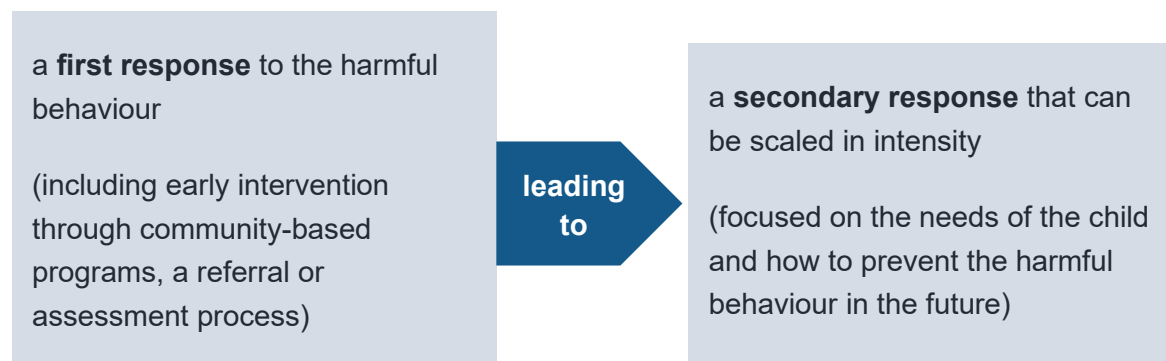 a first response to the harmful
behaviour
(including early intervention
through community-based
programs, a referral or
assessment process)
leading
to
a secondary response that can
be scaled in intensity
(focused on the needs of the child
and how to prevent the harmful
behaviour in the future)